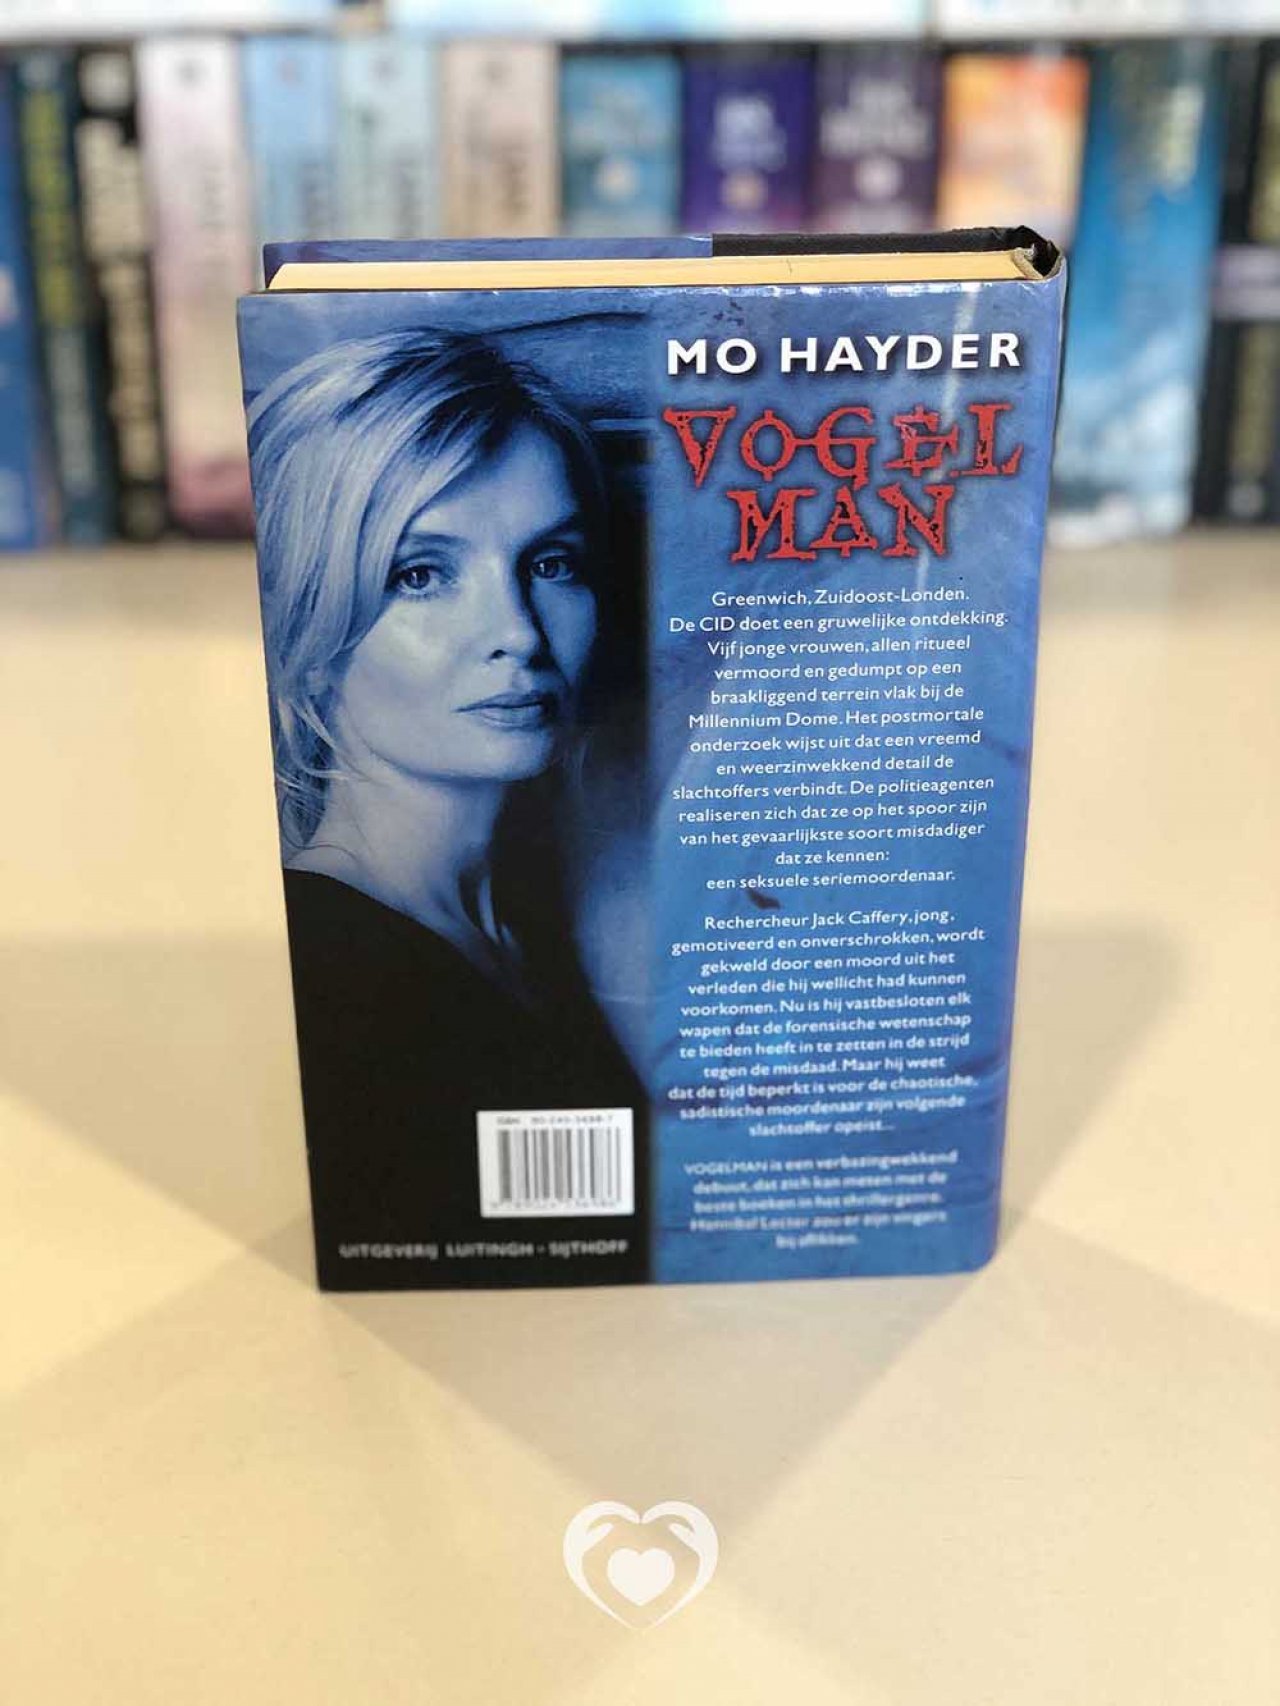 MO HAYDER
VOGEL
MAN
Greenwich, Zuidoost-Londen.
De CID doet een gruwelijke ontdekking.
Vijf jonge vrouwen, allen ritueel
vermoord en gedumpt op een
braakliggend terrein vlak bij de
Millennium Dome. Het postmortale
onderzoek wijst uit dat een vreemd
en weerzinwekkend detail de
slachtoffers verbindt. De politieagenten
realiseren zich dat ze op het spoor zijn
van het gevaarlijkste soort misdadiger
dat ze kennen:
een seksuele seriemoordenaar.
Rechercheur Jack Caffery, jong,
gemotiveerd en onverschrokken, wordt
gekweld door een moord uit het
verleden die hij wellicht had kunnen
voorkomen. Nu is hij vastbesloten elk
wapen dat de forensische wetenschap
te bieden heeft in te zetten in de strijd
tegen de misdaad. Maar hij weet
dat de tijd beperkt is voor de chaotische,
sadistische moordenaar zijn volgende
slachtoffer opeist...
VOGELMAN is een verbazingwekkend
debuut, dat zich kan meten met de
beste boeken in het thrillergenre.
Hannibal Lecter zou er zijn vingers
bij aflikken.
ISBN
UITGEVERIJ LUITINGH - SIJTHOFF